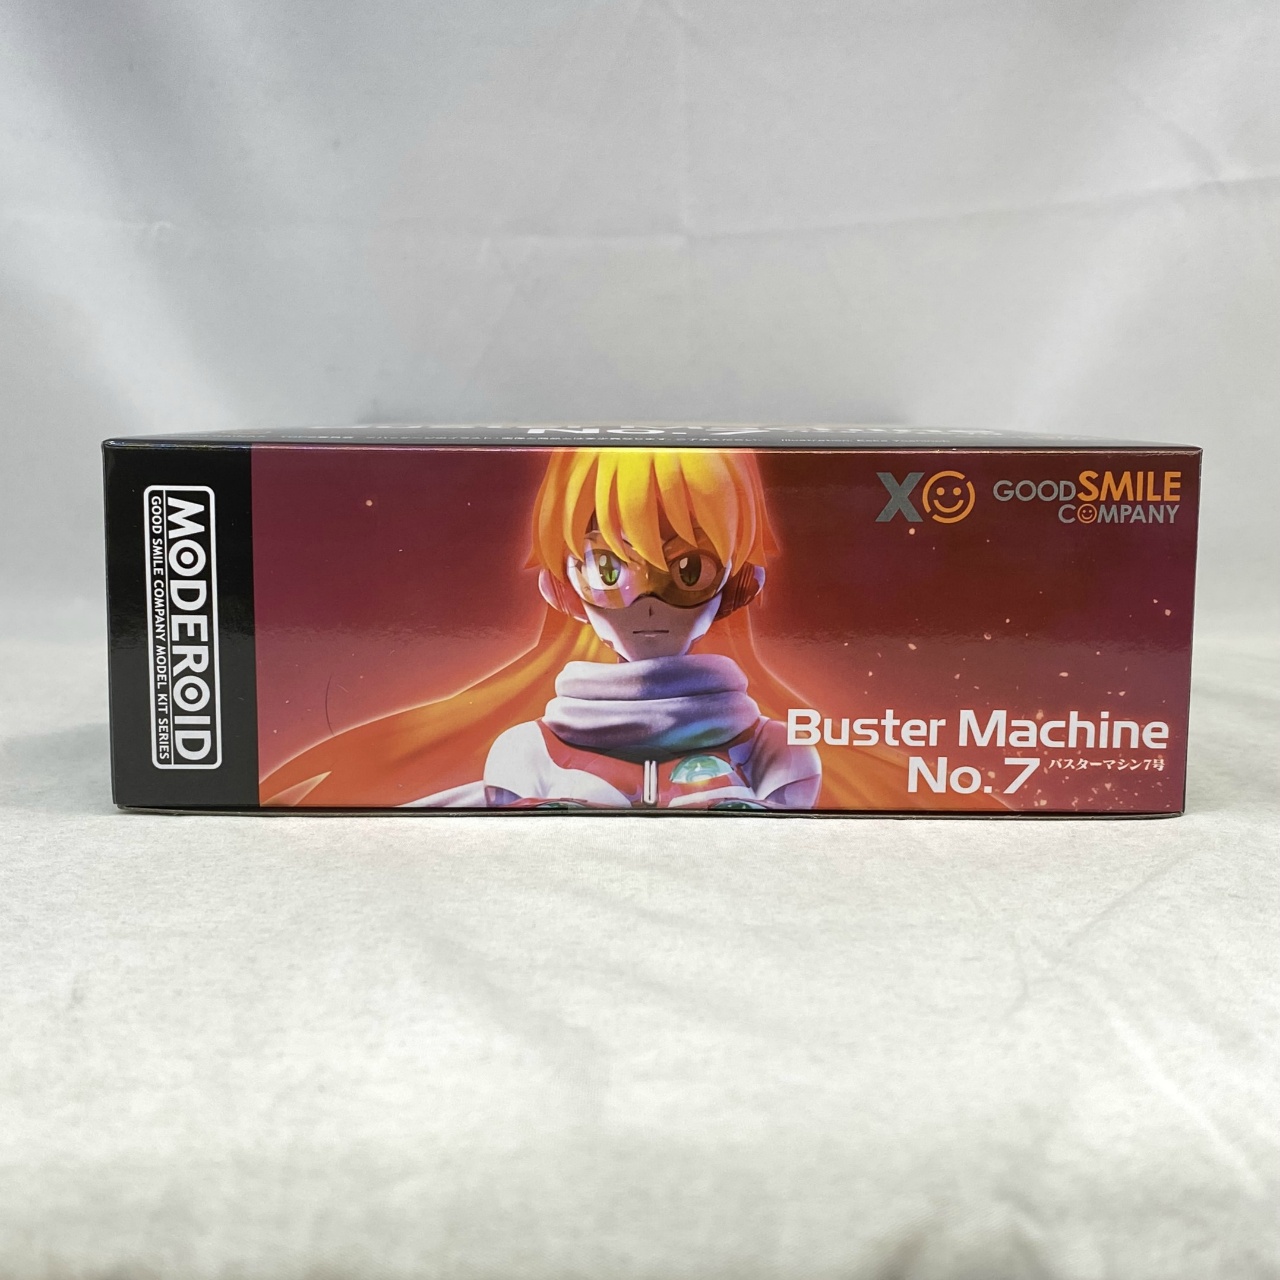 MODEROID
GOOD SMILE COMPANY MODEL KIT SERIES
XO
GOOD SMILE
COMPANY
Buster Machine
No.7 バスターマシン7号